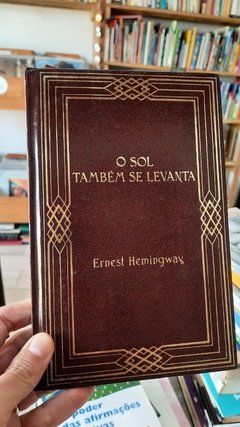 O SOL
TAMBÉM SE LEVANTA
Ernest Hemingway
poder
das afirmações